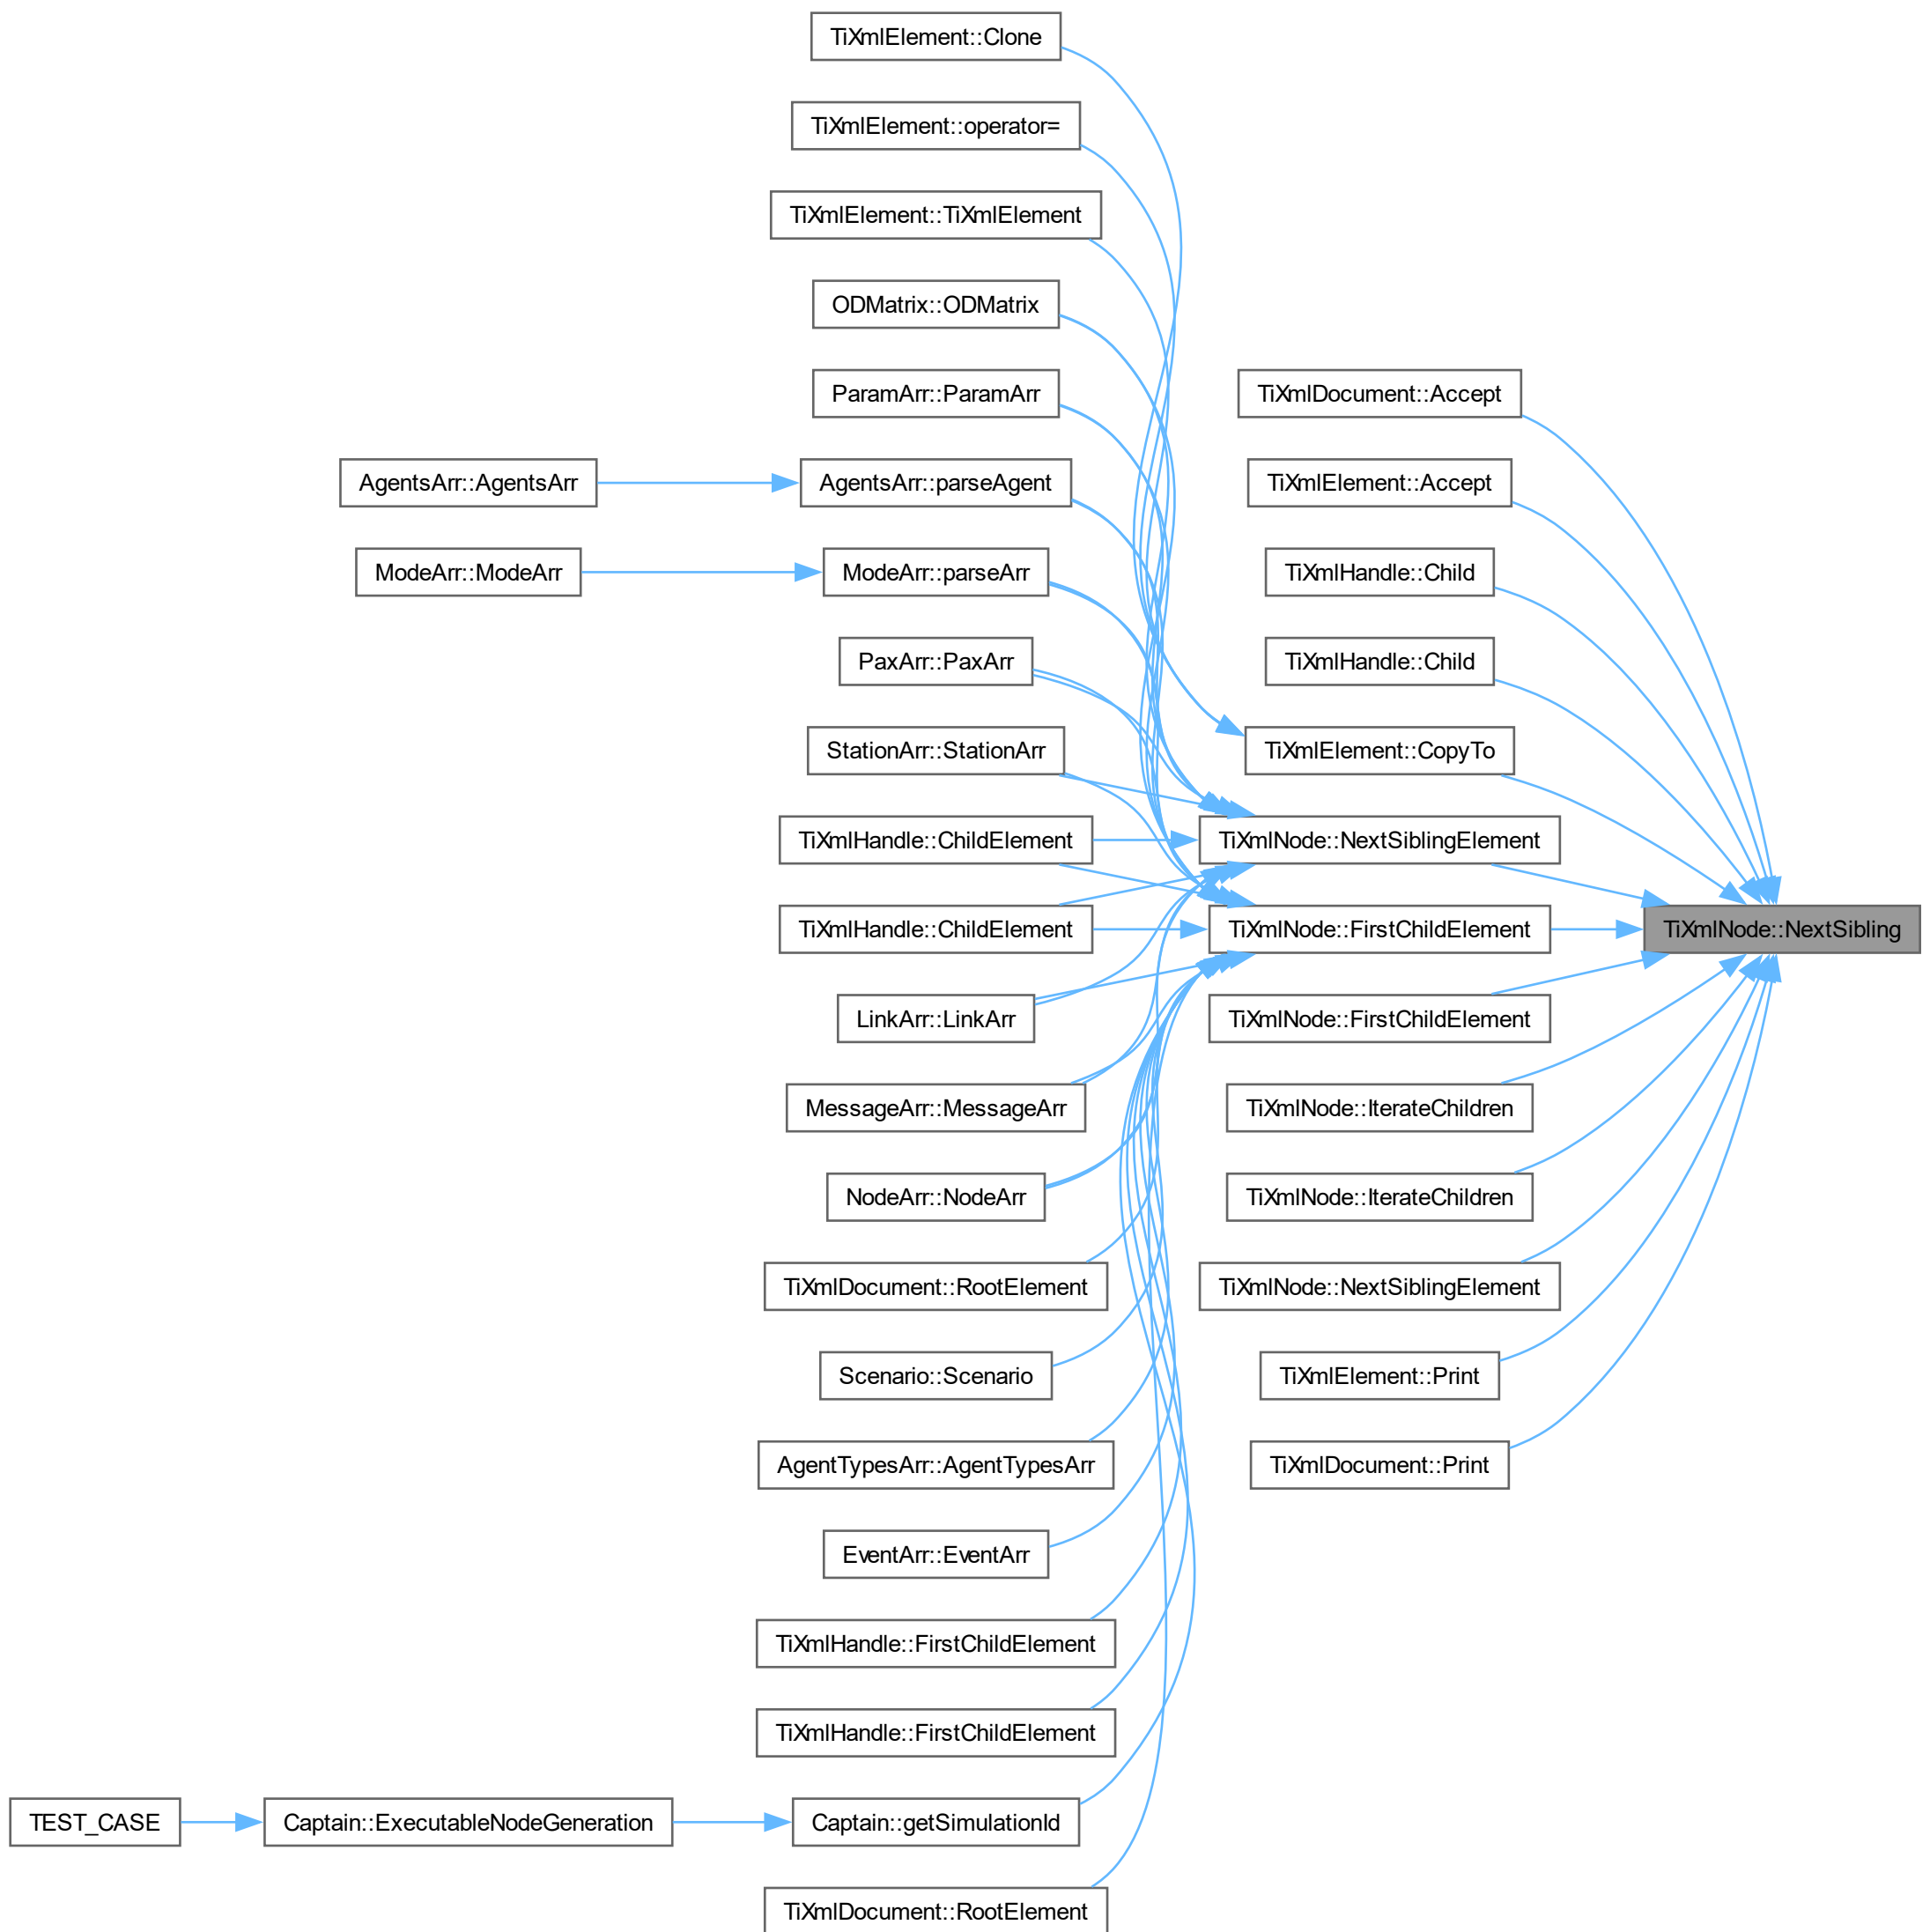 TiXmlElement::Clone
TiXmlElement::operator=
TiXmlElement::TiXmlElement
ODMatrix::ODMatrix
ParamArr::ParamArr
TiXmlDocument::Accept
AgentsArr::AgentsArr
AgentsArr::parseAgent
TiXmlElement::Accept
ModeArr::ModeArr
ModeArr::parseArr
TiXmlHandle::Child
PaxArr::PaxArr
TiXmlHandle::Child
StationArr::StationArr
TiXmlElement::CopyTo
TiXmlHandle::ChildElement
TiXmlNode::NextSiblingElement
TiXmlHandle::ChildElement
TiXmlNode::FirstChildElement
TiXmlNode::NextSibling
LinkArr::LinkArr
TiXmlNode::FirstChildElement
MessageArr::MessageArr
TiXmlNode::IterateChildren
NodeArr::NodeArr
TiXmlNode::IterateChildren
TiXmlDocument::RootElement
TiXmlNode::NextSiblingElement
Scenario::Scenario
TiXmlElement::Print
AgentTypesArr::AgentTypesArr
TiXmlDocument::Print
EventArr::EventArr
TiXmlHandle::FirstChildElement
TiXmlHandle::FirstChildElement
TEST_CASE
Captain::ExecutableNodeGeneration
Captain::getSimulationId
TiXmlDocument::RootElement